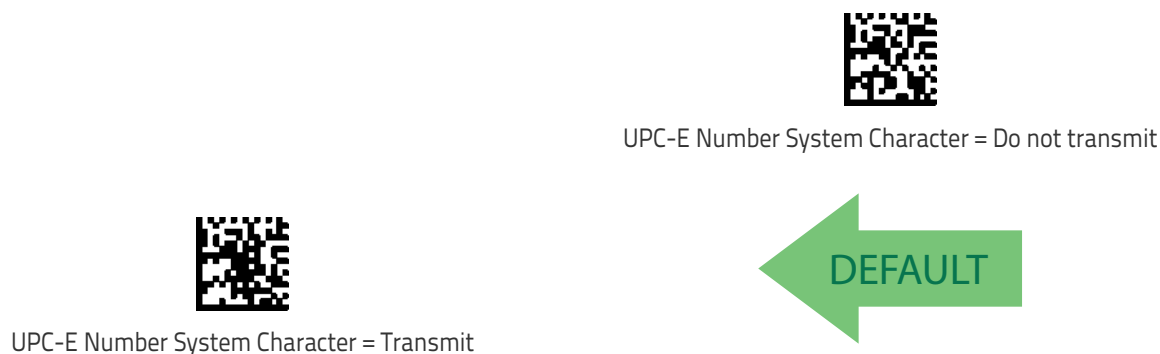 UPC-E Number System Character = Do not transmit
DEFAULT
UPC-E Number System Character = Transmit